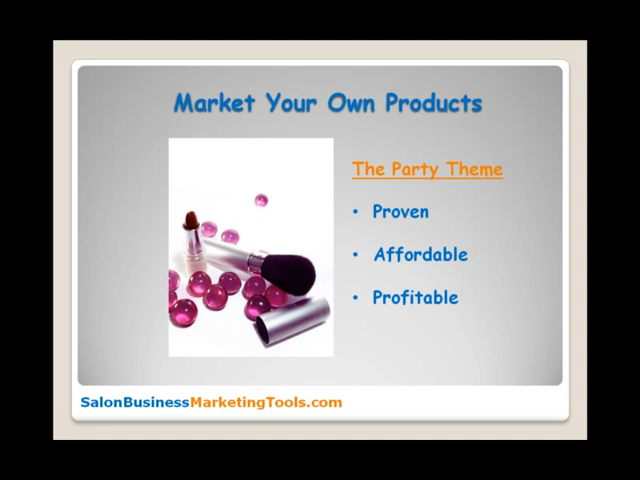 Market Your Own Products
The Party Theme
• Proven
• Affordable
• Profitable
SalonBusinessMarketingTools.com